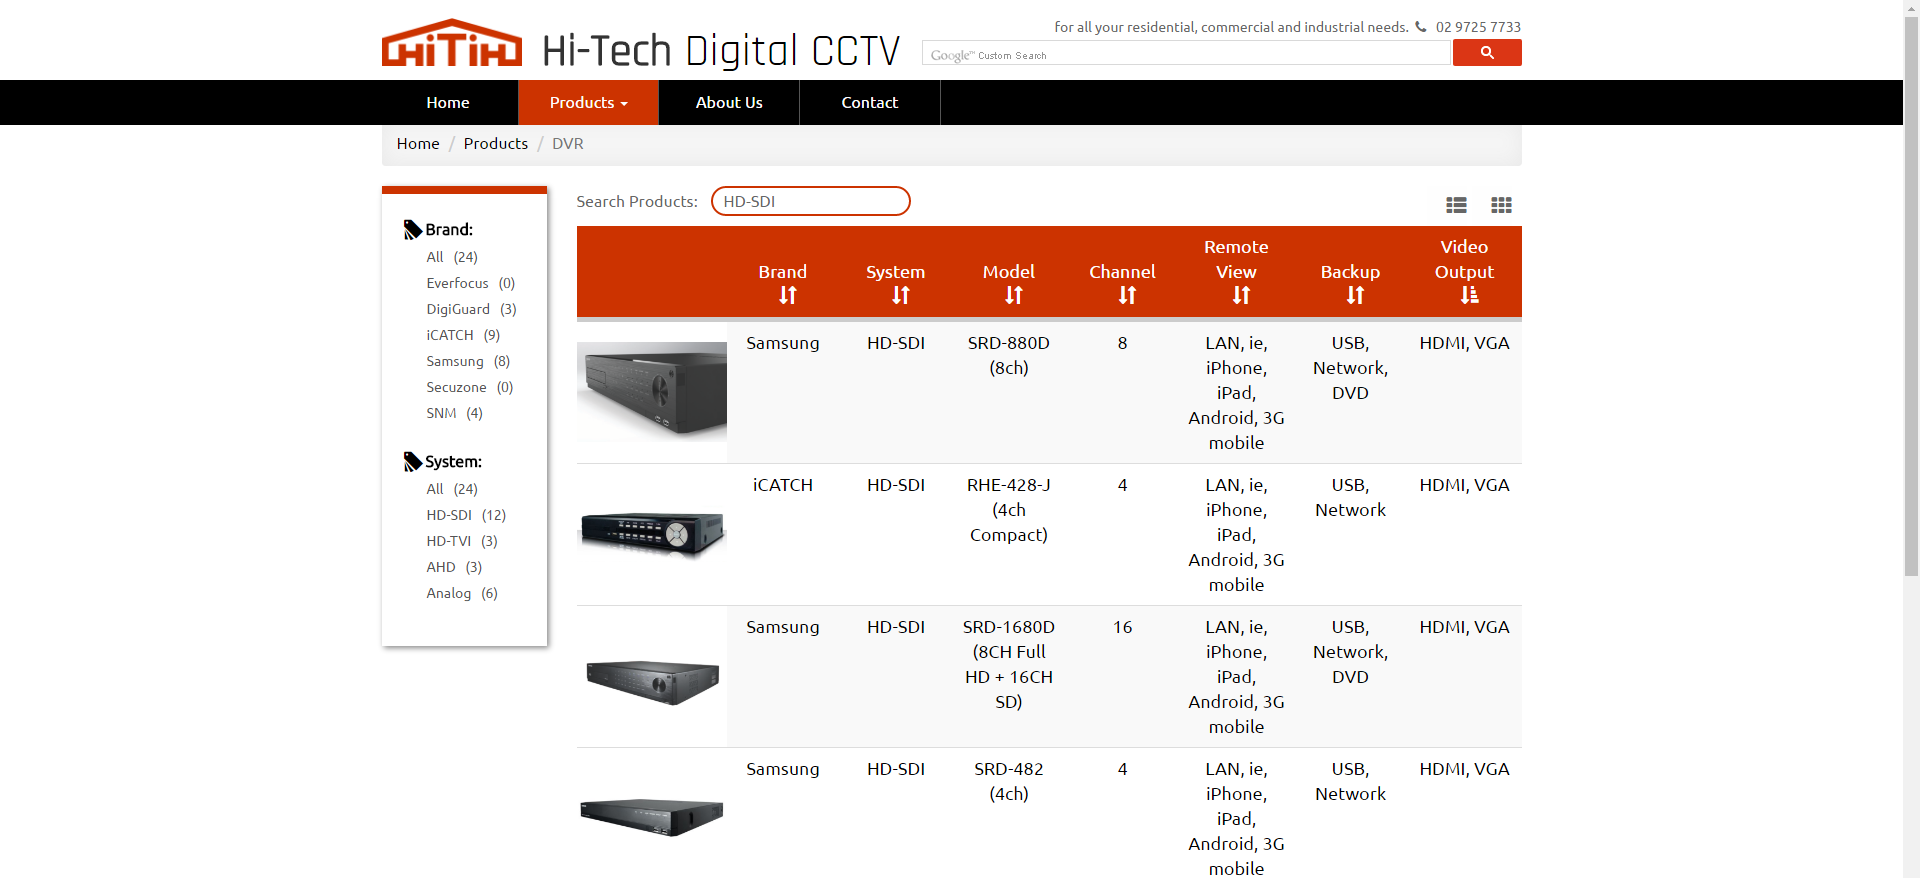 for all your residential, commercial and industrial needs. 02 9725 7733
HiTIH Hi-Tech Digital CCTV
Google™ Custom Search
Home Products About Us Contact
Home / Products / DVR
Search Products: HD-SDI
Brand:
All (24)
Everfocus (0)
DigiGuard (3)
iCATCH (9)
Samsung (8)
Secuzone (0)
SNM (4)
System:
All (24)
HD-SDI (12)
HD-TVI (3)
AHD (3)
Analog (6)
Remote Video
Brand System Model Channel View Backup Output
Samsung HD-SDI SRD-880D 8 LAN, ie, USB, HDMI, VGA
(8ch) iPhone, Network,
iPad, DVD
Android, 3G
mobile
iCATCH HD-SDI RHE-428-J 4 LAN, ie, USB, HDMI, VGA
(4ch iPhone, Network
Compact) iPad,
Android, 3G
mobile
Samsung HD-SDI SRD-1680D 16 LAN, ie, USB, HDMI, VGA
(8CH Full iPhone, Network,
HD + 16CH iPad, DVD
SD) Android, 3G
mobile
Samsung HD-SDI SRD-482 4 LAN, ie, USB, HDMI, VGA
(4ch) iPhone, Network
iPad,
Android, 3G
mobile